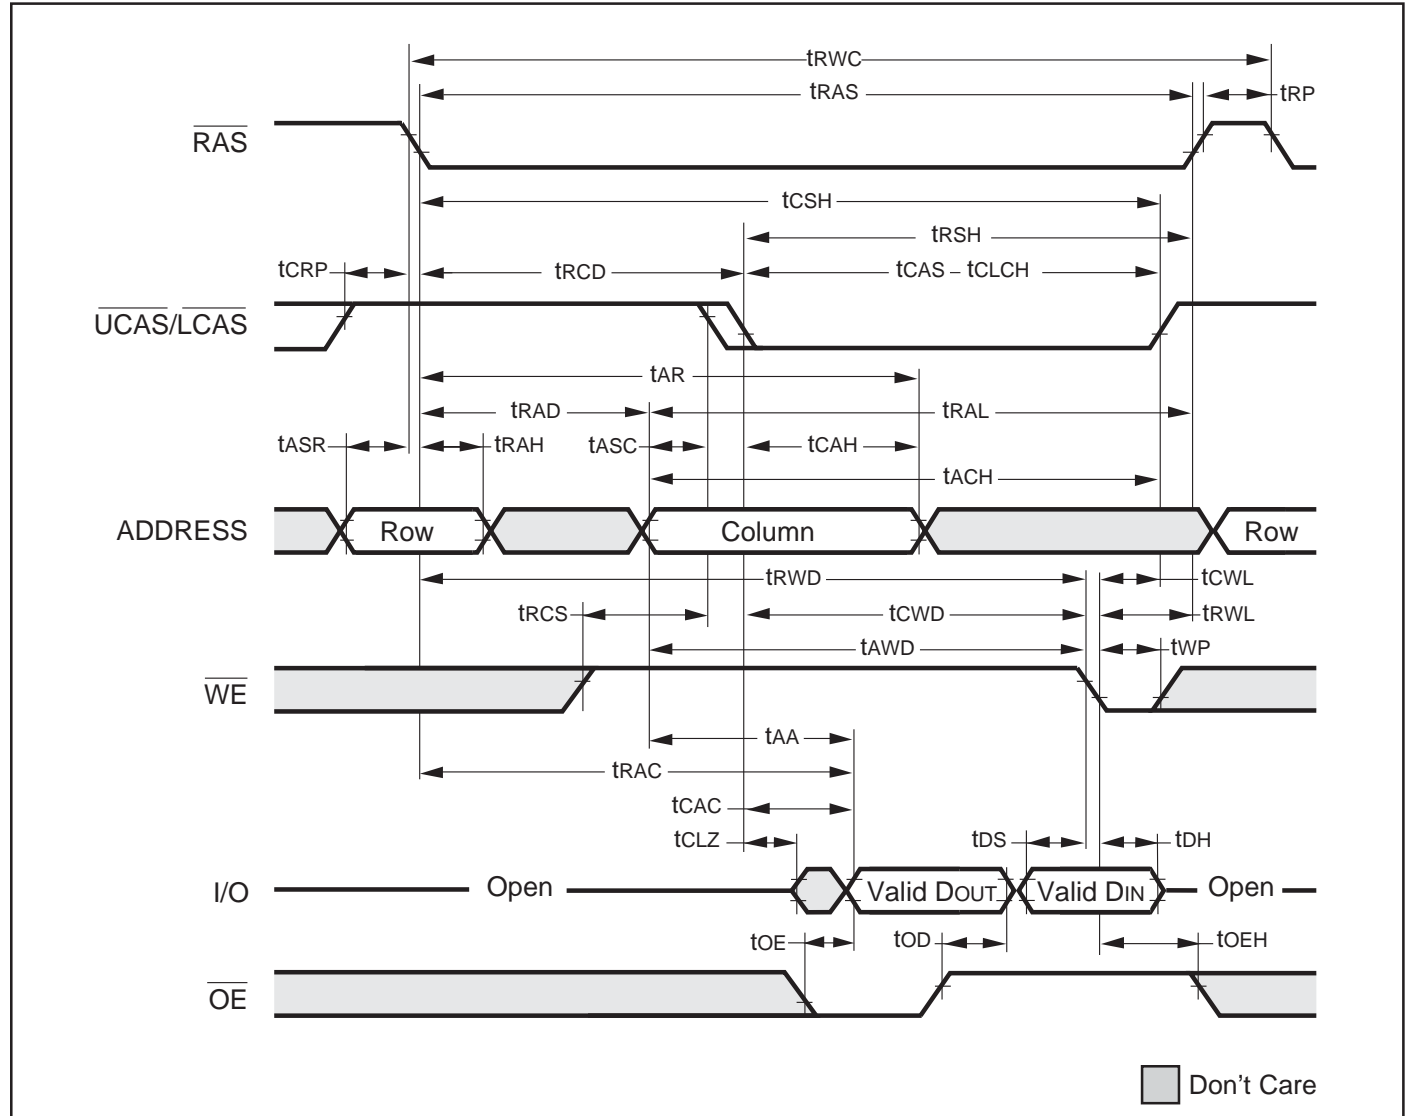 tRWC
tRAS
tRP
RAS
tCSH
tRSH
tCRP
tRCD
tCAS – tCLCH
UCAS/LCAS
tAR
tRAD
tRAL
tASR
tRAH
tASC
tCAH
tACH
ADDRESS
Row
Column
Row
tRWD
tCWL
tRCS
tCWD
tRWL
tAWD
tWP
WE
tAA
tRAC
tCAC
tCLZ
tDS
tDH
I/O
Open
Valid DOUT
Valid DIN
Open
tOE
tOD
tOEH
OE
Don't Care